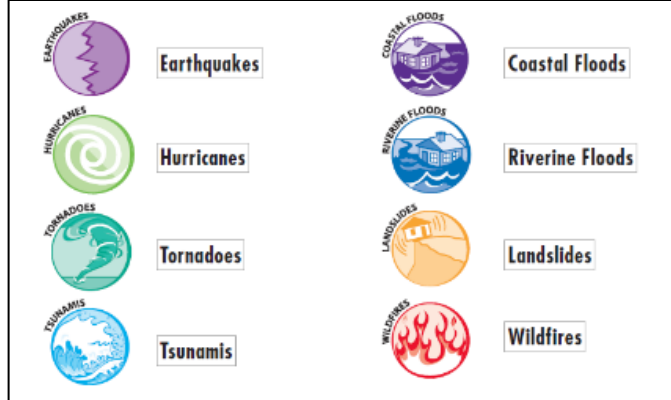 EARTHQUAKES
Earthquakes
COASTAL FLOODS
Coastal Floods
HURRICANES
Hurricanes
RIVERINE FLOODS
Riverine Floods
TORNADOES
Tornadoes
LANDSLIDES
Landslides
TSUNAMIS
Tsunamis
WILDFIRES
Wildfires